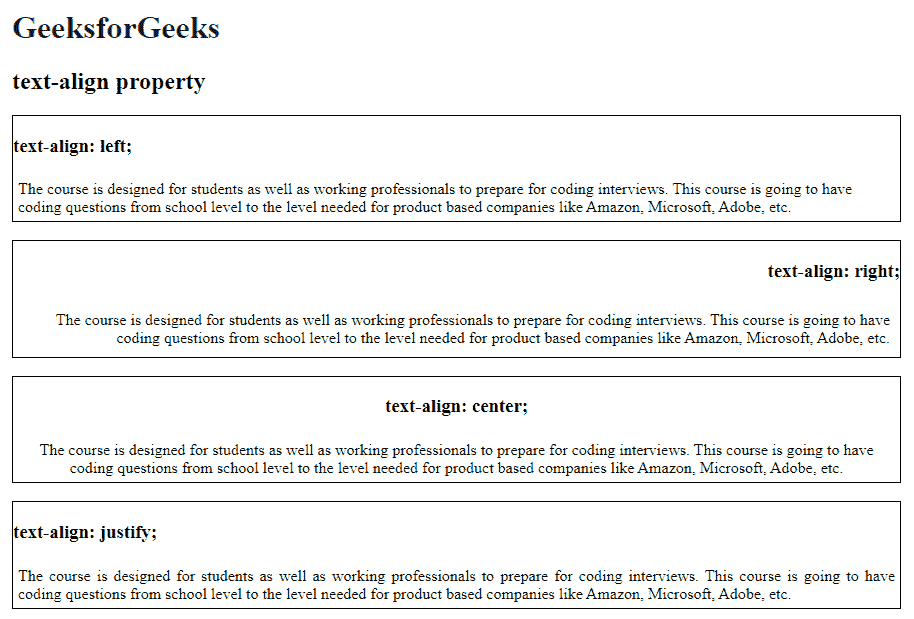 GeeksforGeeks
text-align property
text-align: left;
The course is designed for students as well as working professionals to prepare for coding interviews. This course is going to have
coding questions from school level to the level needed for product based companies like Amazon, Microsoft, Adobe, etc.
text-align: right;
The course is designed for students as well as working professionals to prepare for coding interviews. This course is going to have
coding questions from school level to the level needed for product based companies like Amazon, Microsoft, Adobe, etc.
text-align: center;
The course is designed for students as well as working professionals to prepare for coding interviews. This course is going to have
coding questions from school level to the level needed for product based companies like Amazon, Microsoft, Adobe, etc.
text-align: justify;
The course is designed for students as well as working professionals to prepare for coding interviews. This course is going to have
coding questions from school level to the level needed for product based companies like Amazon, Microsoft, Adobe, etc.